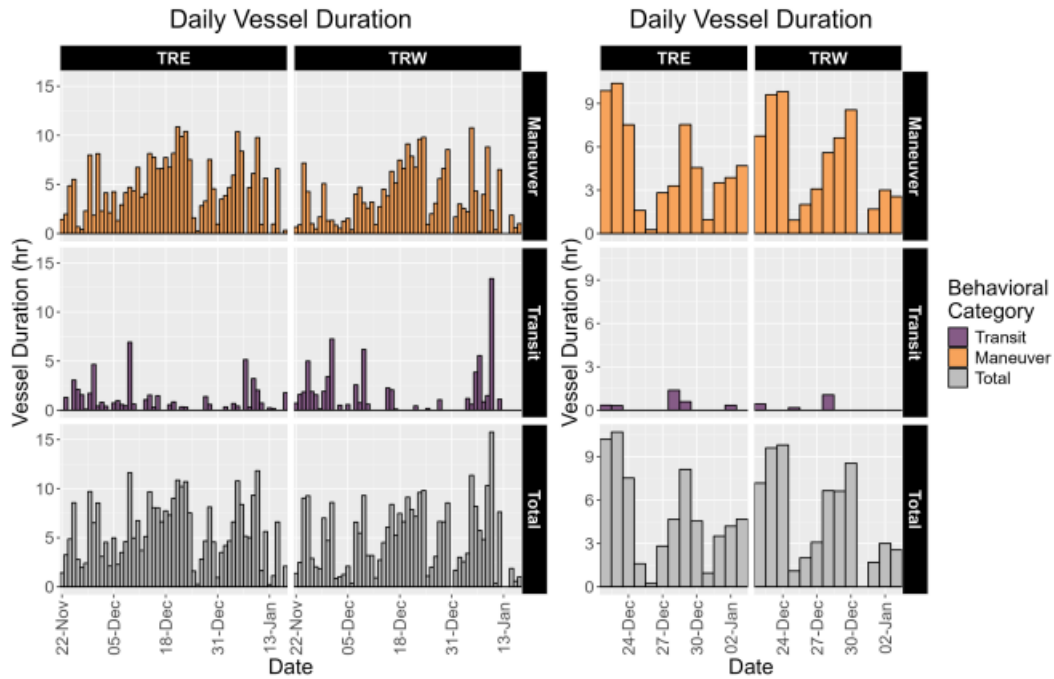 Daily Vessel Duration
TRE
TRW
Vessel Duration (hr)
15
10
5
0
Maneuver
15
10
5
0
Transit
15
10
5
0
Total
22-Nov
05-Dec
18-Dec
31-Dec
13-Jan
22-Nov
05-Dec
18-Dec
31-Dec
13-Jan
Date
Daily Vessel Duration
TRE
TRW
Vessel Duration (hr)
9
6
3
0
Maneuver
9
6
3
0
Transit
9
6
3
0
Total
24-Dec
27-Dec
30-Dec
02-Jan
24-Dec
27-Dec
30-Dec
02-Jan
Date
Behavioral
Category
Transit
Maneuver
Total